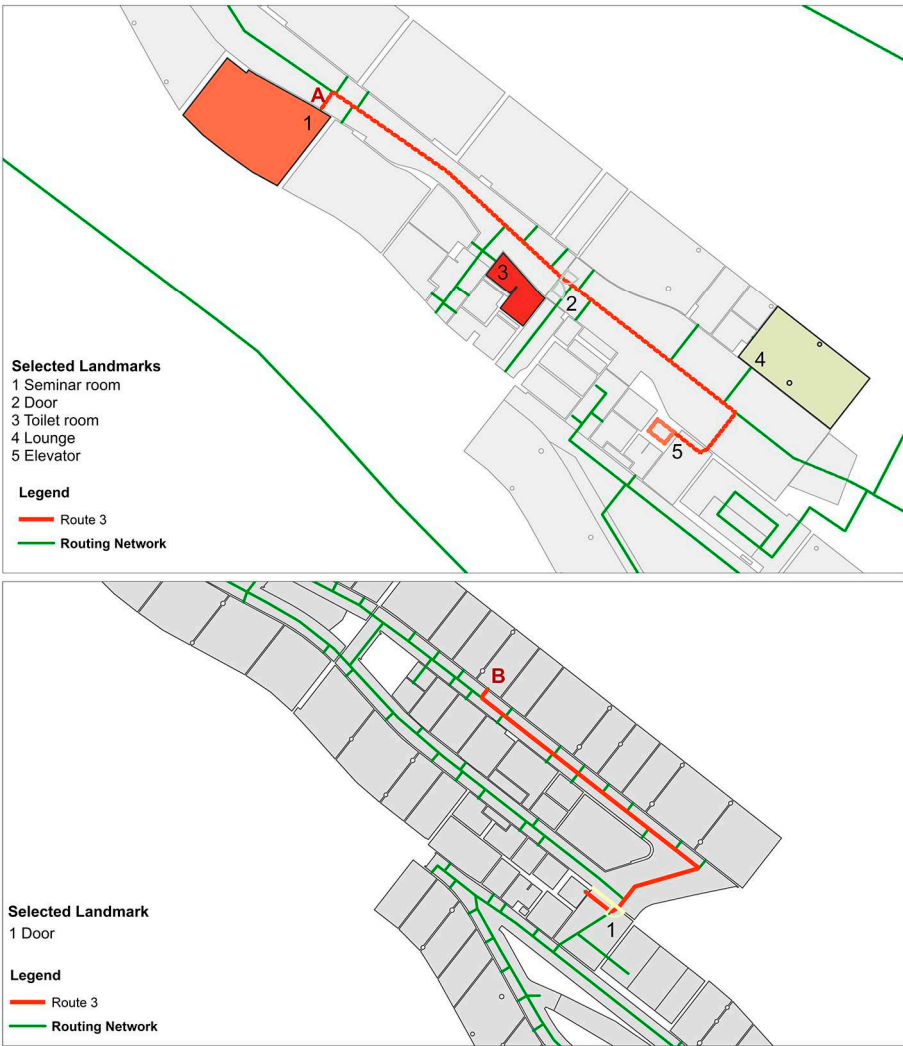 A
1
3
2
4
5
Selected Landmarks
1 Seminar room
2 Door
3 Toilet room
4 Lounge
5 Elevator
Legend
Route 3
Routing Network
B
1
Selected Landmark
1 Door
Legend
Route 3
Routing Network